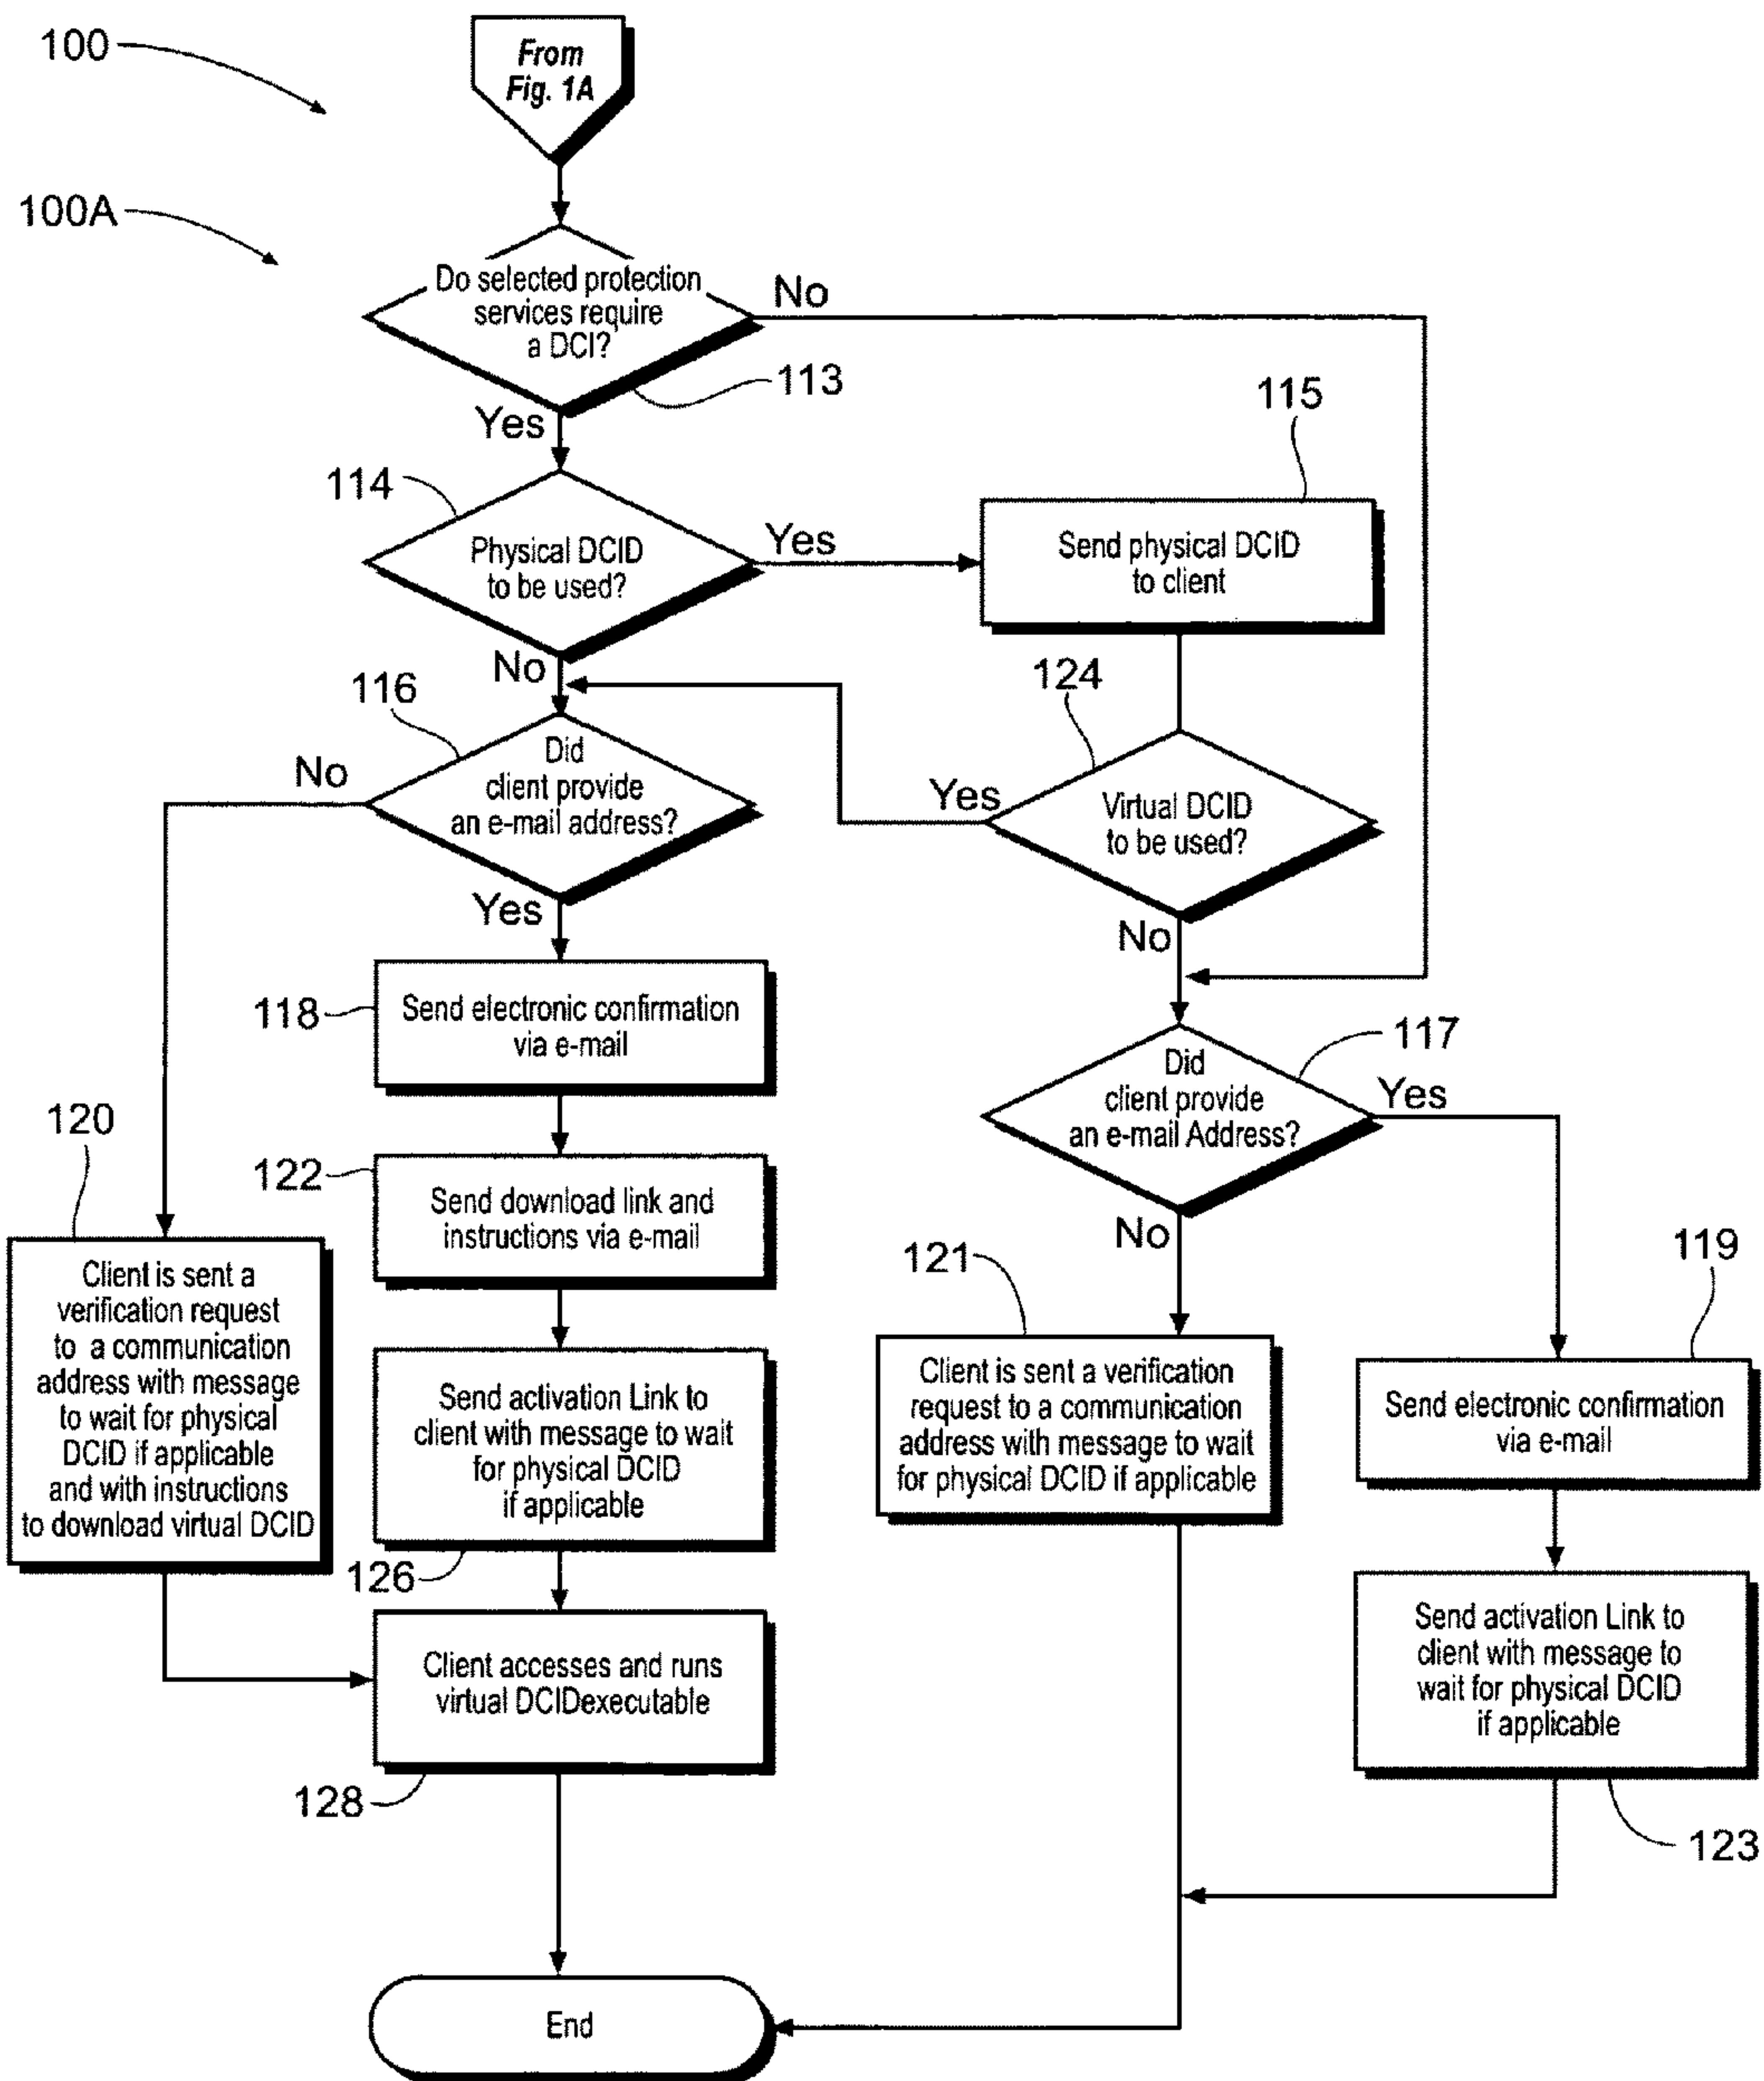 100
From
Fig. 1A
100A
Do selected protection
services require
a DCI?
No
113
Yes
115
114
Physical DCID
to be used?
Yes
Send physical DCID
to client
No
124
116
Did
client provide
an e-mail address?
No
Yes
Virtual DCID
to be used?
Yes
No
118
Send electronic confirmation
via e-mail
117
Did
client provide
an e-mail Address?
Yes
120
122
Send download link and
instructions via e-mail
No
121
119
Client is sent a
verification request
to a communication
address with message
to wait for physical
DCID if applicable
and with instructions
to download virtual DCID
Send activation Link to
client with message to wait
for physical DCID
if applicable
Client is sent a verification
request to a communication
address with message to wait
for physical DCID if applicable
Send electronic confirmation
via e-mail
126
Client accesses and runs
virtual DCIDexecutable
Send activation Link to
client with message to
wait for physical DCID
if applicable
128
123
End